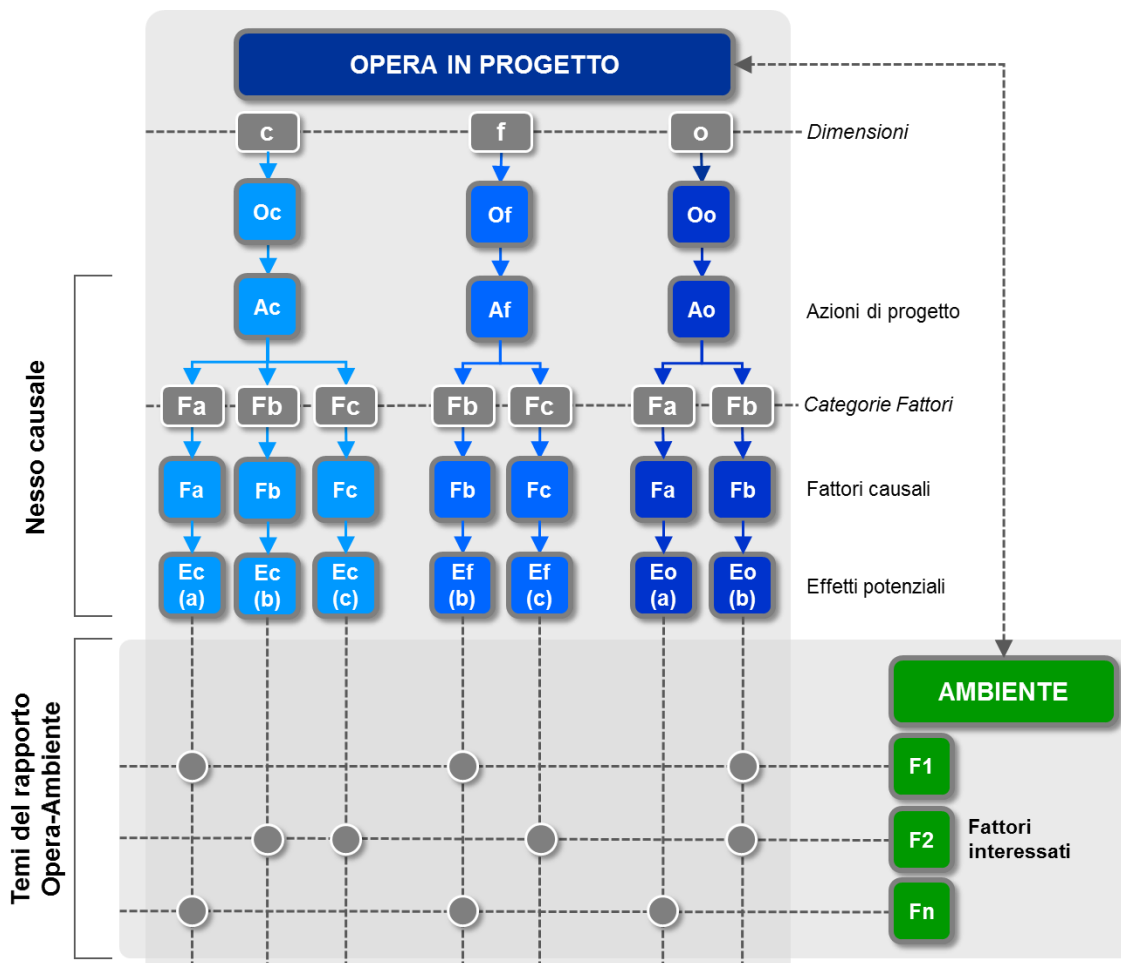 OPERA IN PROGETTO
c f o Dimensioni
Oc Of Oo
Ac Af Ao Azioni di progetto
Fa Fb Fc Fb Fc Fa Fb Categorie Fattori
Fa Fb Fc Fb Fc Fa Fb Fattori causali
Ec Ec Ec Ef Ef Eo Eo Effetti potenziali
(a) (b) (c) (b) (c) (a) (b)
Nesso causale
Temi del rapporto
Opera-Ambiente
AMBIENTE
F1
F2
Fn
Fattori
interessati